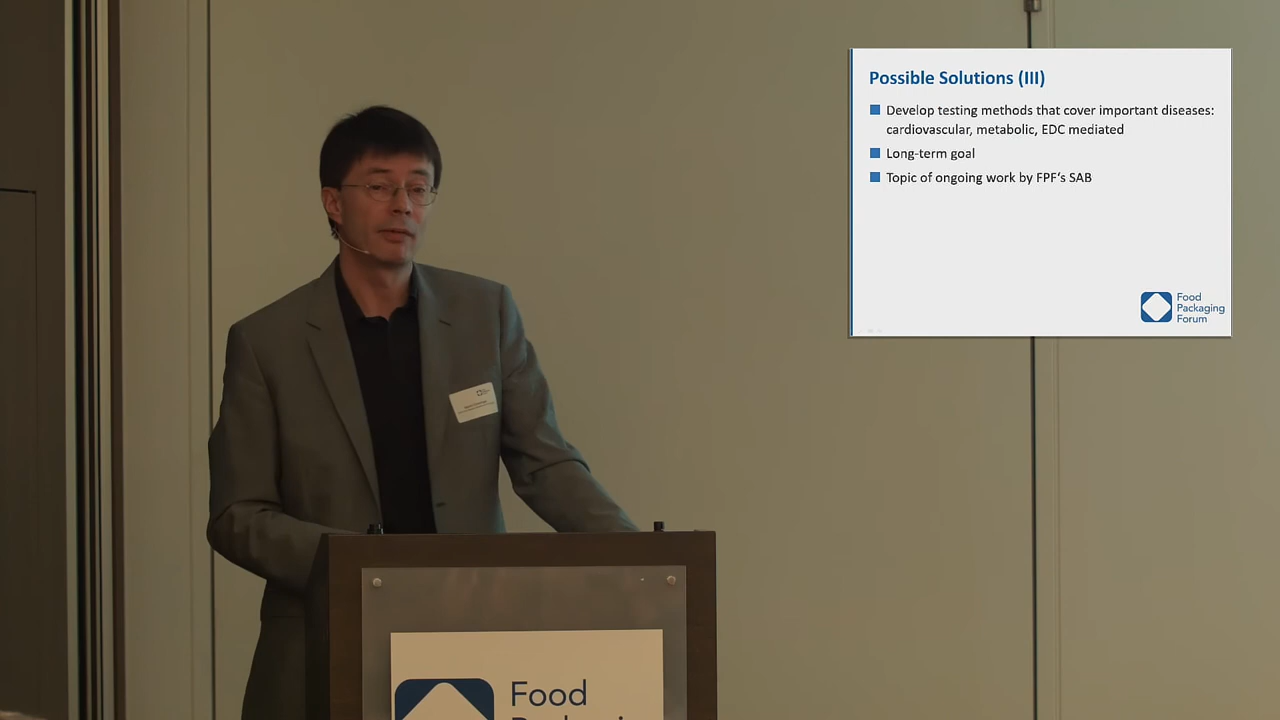 Possible Solutions (III)
Develop testing methods that cover important diseases:
cardiovascular, metabolic, EDC mediated
Long-term goal
Topic of ongoing work by FPF's SAB
Food
Packaging
Forum
Food